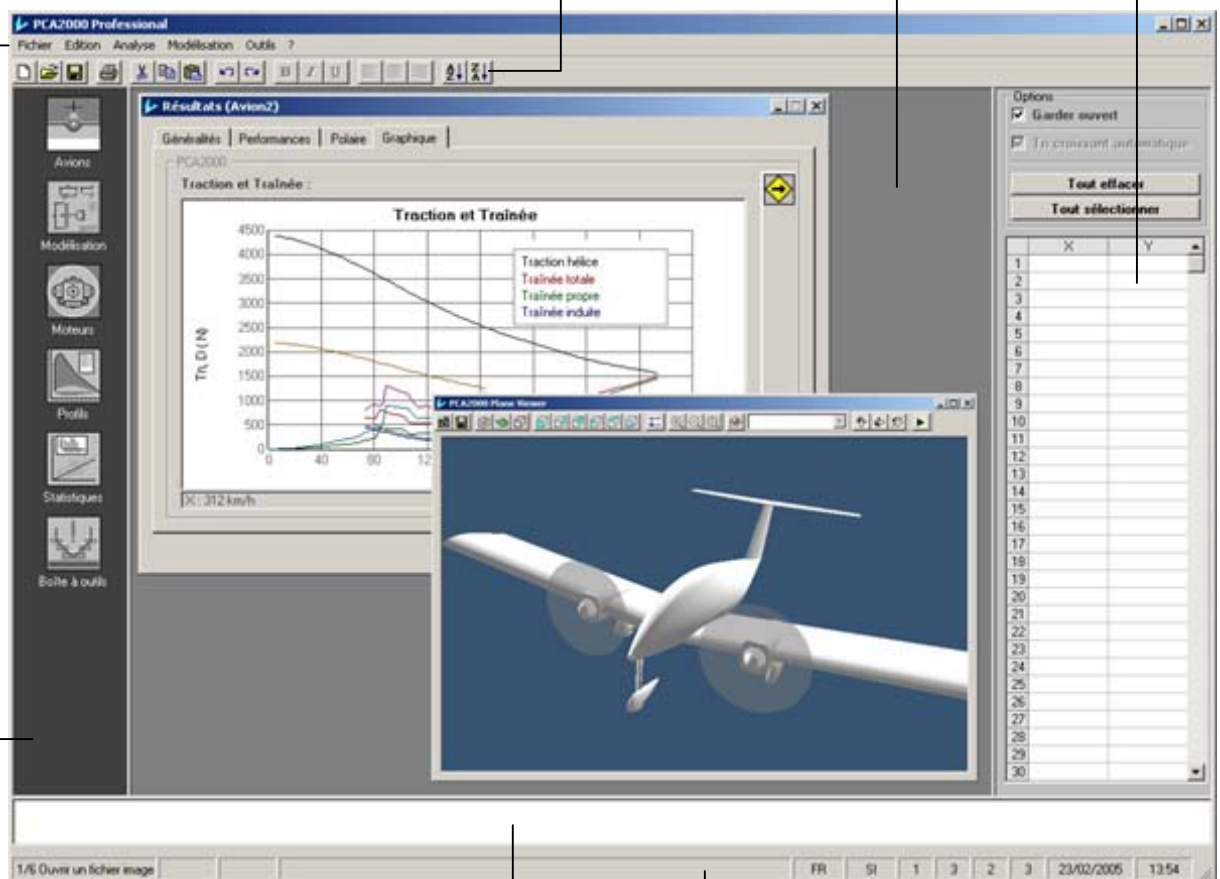 PCA2000 Professional
Fichier Edition Analyse Modélisation Outils ?
B I U
Avions
Modélisation
Moteurs
Profils
Statistiques
Boîte à outils
Résultats (Avion2)
Généralités Performances Polaire Graphique
PCA2000
Traction et Traînée :
Traction et Traînée
4500
4000
3500
3000
2500
2000
1500
1000
500
0
Tn, D (N)
0 40 80 12
Traction hélice
Traînée totale
Traînée propre
Traînée induite
X : 312 km/h
PCA2000 Plane Viewer
Options
Garder ouvert
Tri croissant automatique
Tout effacer
Tout sélectionner
X Y
1
2
3
4
5
6
7
8
9
10
11
12
13
14
15
16
17
18
19
20
21
22
23
24
25
26
27
28
29
30
1/6 Ouvrir un fichier image FR SI 1 3 2 3 23/02/2005 13:54